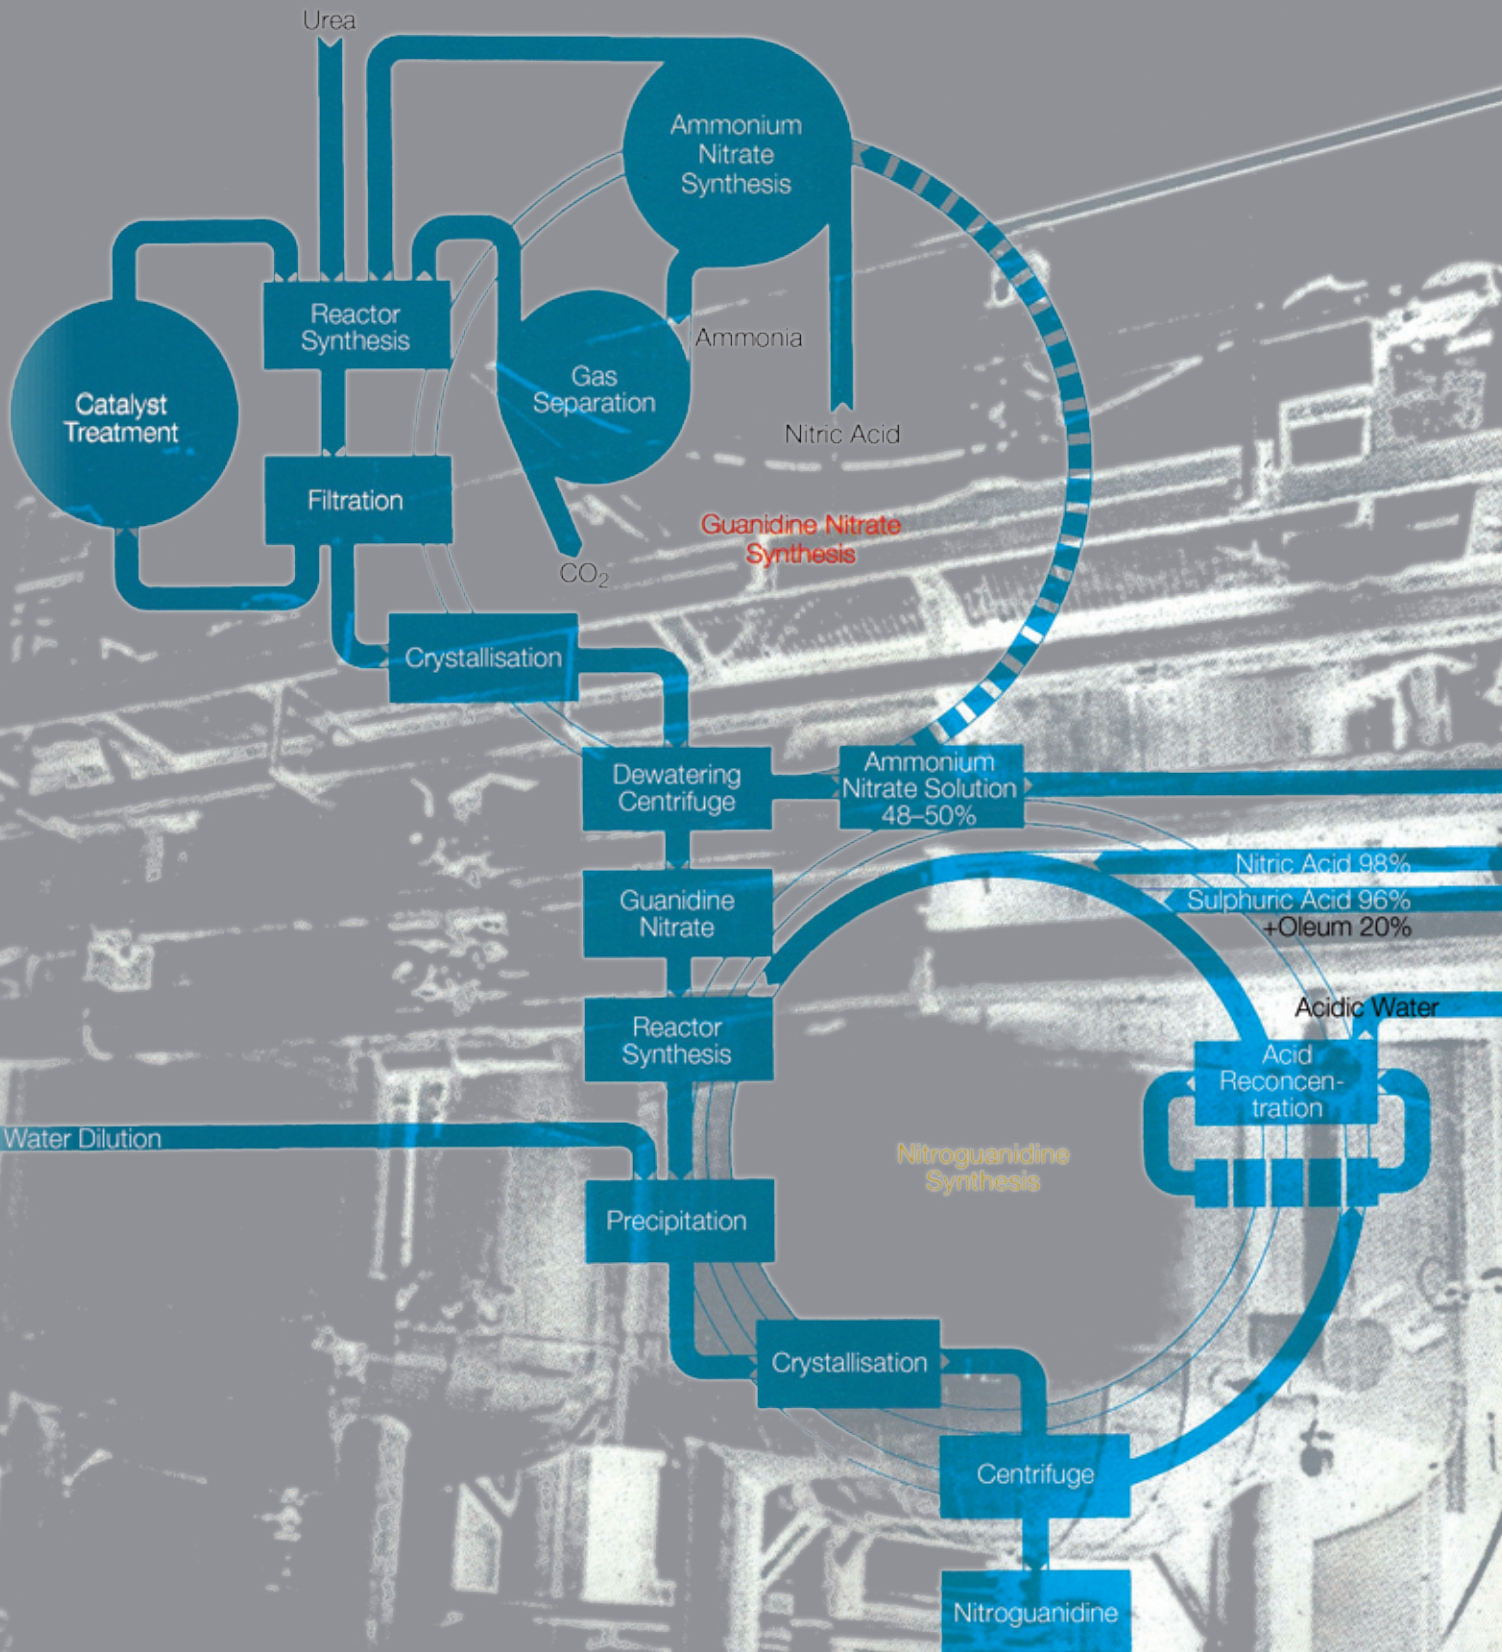 Urea
Ammonium
Nitrate
Synthesis
Reactor
Synthesis
Ammonia
Gas
Separation
Catalyst
Treatment
Nitric Acid
Filtration
Guanidine Nitrate
Synthesis
CO₂
Crystallisation
Dewatering
Centrifuge
Ammonium
Nitrate Solution
48–50%
Nitric Acid 98%
Sulphuric Acid 96%
+Oleum 20%
Guanidine
Nitrate
Acidic Water
Reactor
Synthesis
Acid
Reconcen-
tration
Water Dilution
Nitroguanidine
Synthesis
Precipitation
Crystallisation
Centrifuge
Nitroguanidine